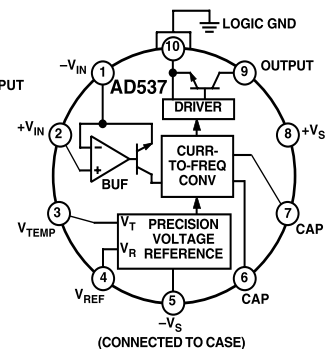 LOGIC GND
10
–VIN
1
AD537
9
OUTPUT
PUT
DRIVER
+VIN
2
8
+VS
BUF
CURR-
TO-FREQ
CONV
3
VTEMP
VT
PRECISION
VOLTAGE
REFERENCE
VR
7
CAP
4
VREF
6
CAP
5
–VS
(CONNECTED TO CASE)